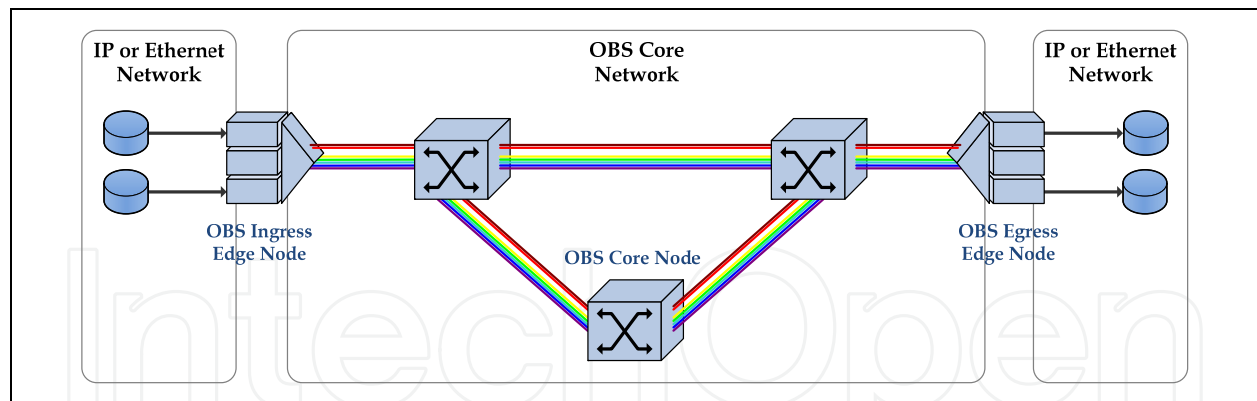 IP or Ethernet
Network
OBS Core
Network
IP or Ethernet
Network
OBS Ingress
Edge Node
OBS Core Node
OBS Egress
Edge Node
IntechOpen